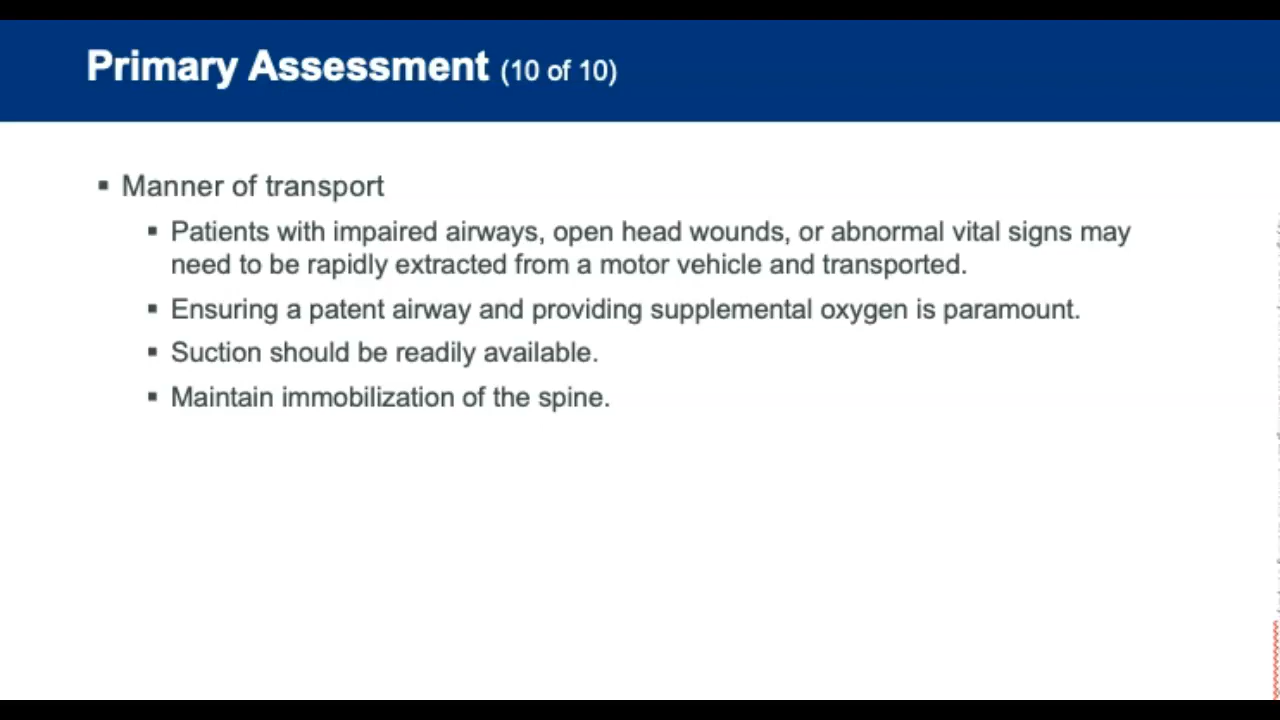 Primary Assessment (10 of 10)
▪ Manner of transport
▪ Patients with impaired airways, open head wounds, or abnormal vital signs may
need to be rapidly extracted from a motor vehicle and transported.
▪ Ensuring a patent airway and providing supplemental oxygen is paramount.
▪ Suction should be readily available.
▪ Maintain immobilization of the spine.